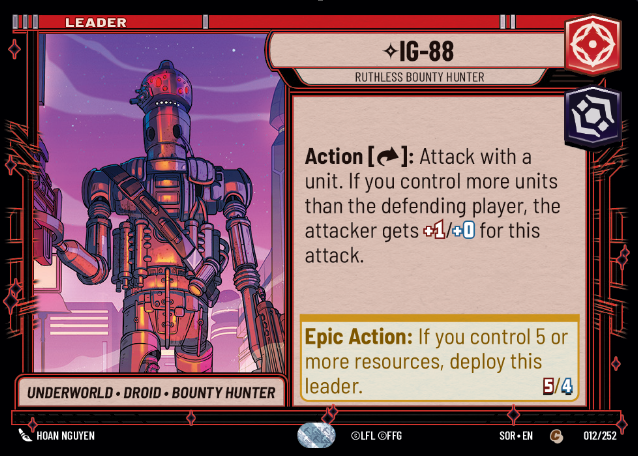 LEADER
✧IG-88
RUTHLESS BOUNTY HUNTER
Action [↷]: Attack with a
unit. If you control more units
than the defending player, the
attacker gets +1/+0 for this
attack.
Epic Action: If you control 5 or
more resources, deploy this
leader.
5/4
UNDERWORLD • DROID • BOUNTY HUNTER
HOAN NGUYEN
©LFL ©FFG
SOR • EN
C
012/252